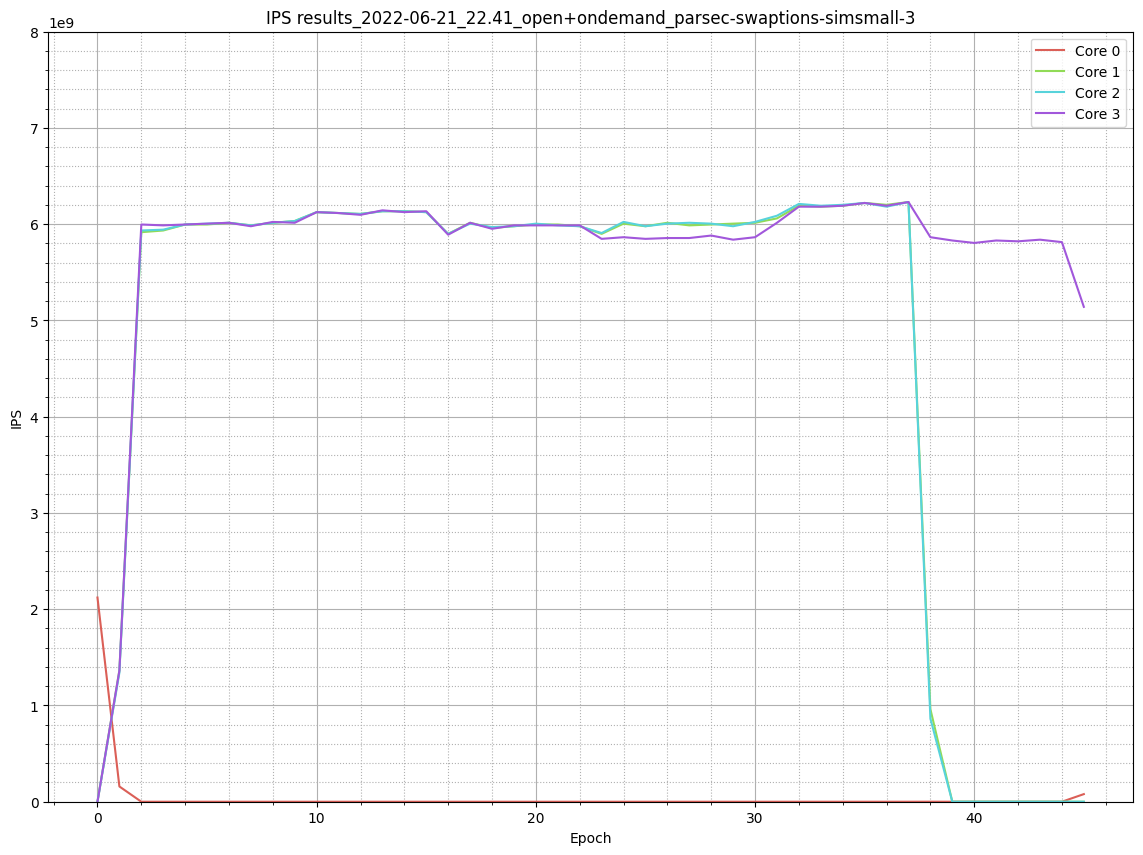 IPS results_2022-06-21_22.41_open+ondemand_parsec-swaptions-simsmall-3
1e9
8
7
6
5
4
3
2
1
0
IPS
0 10 20 30 40
Epoch
Core 0
Core 1
Core 2
Core 3